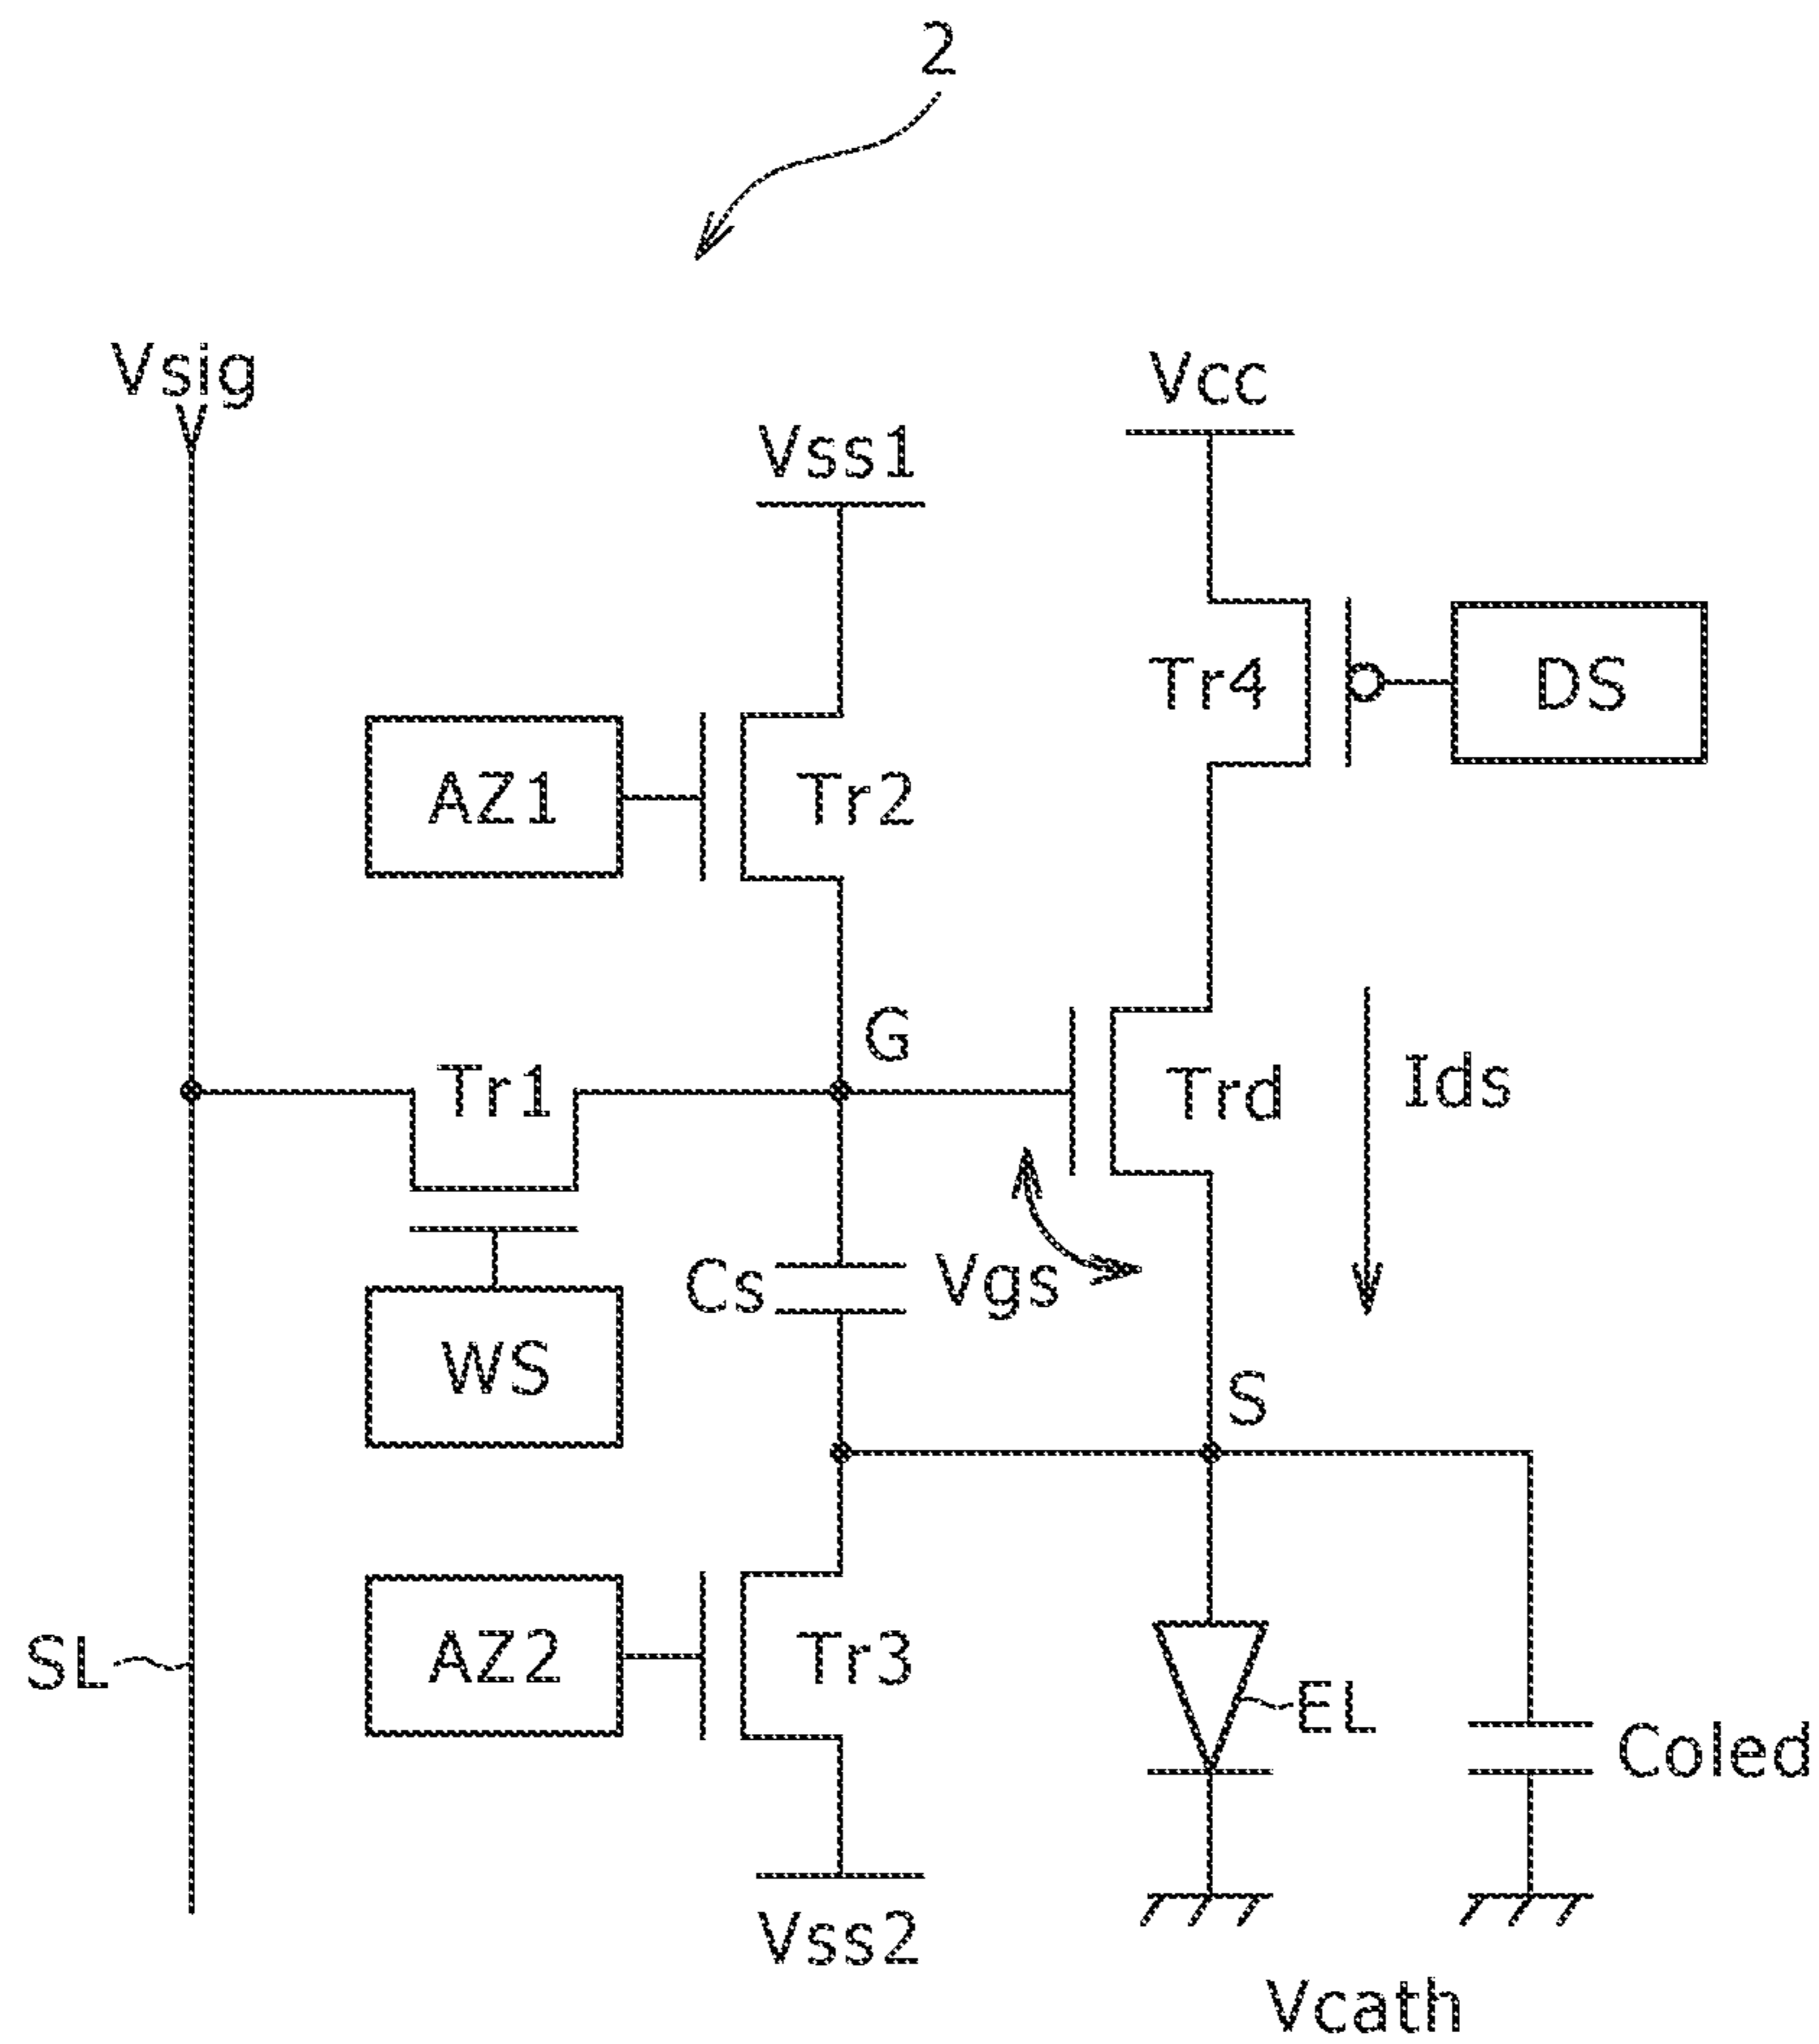 2
Vsig
Vcc
Vss1
Tr4
DS
AZ1
Tr2
G
Tr1
Trd
Ids
Cs
Vgs
WS
S
SL
AZ2
Tr3
EL
Coled
Vss2
Vcath